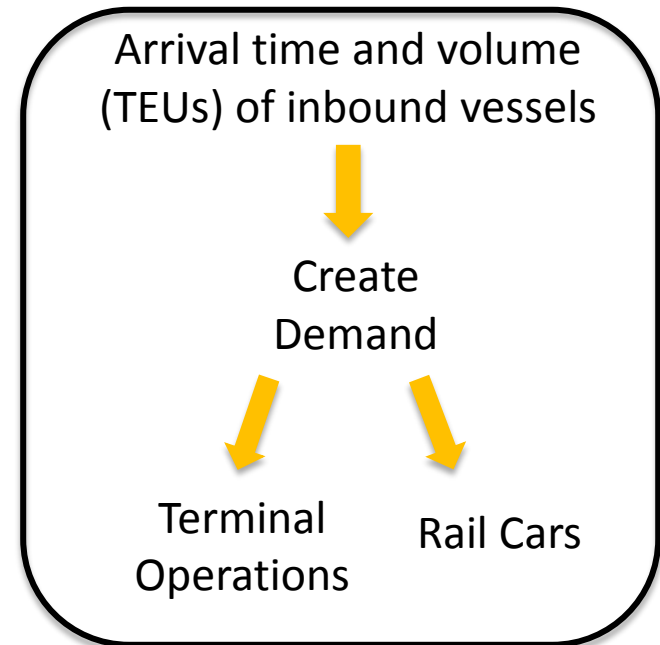 Arrival time and volume
(TEUs) of inbound vessels
Create
Demand
Terminal
Operations
Rail Cars